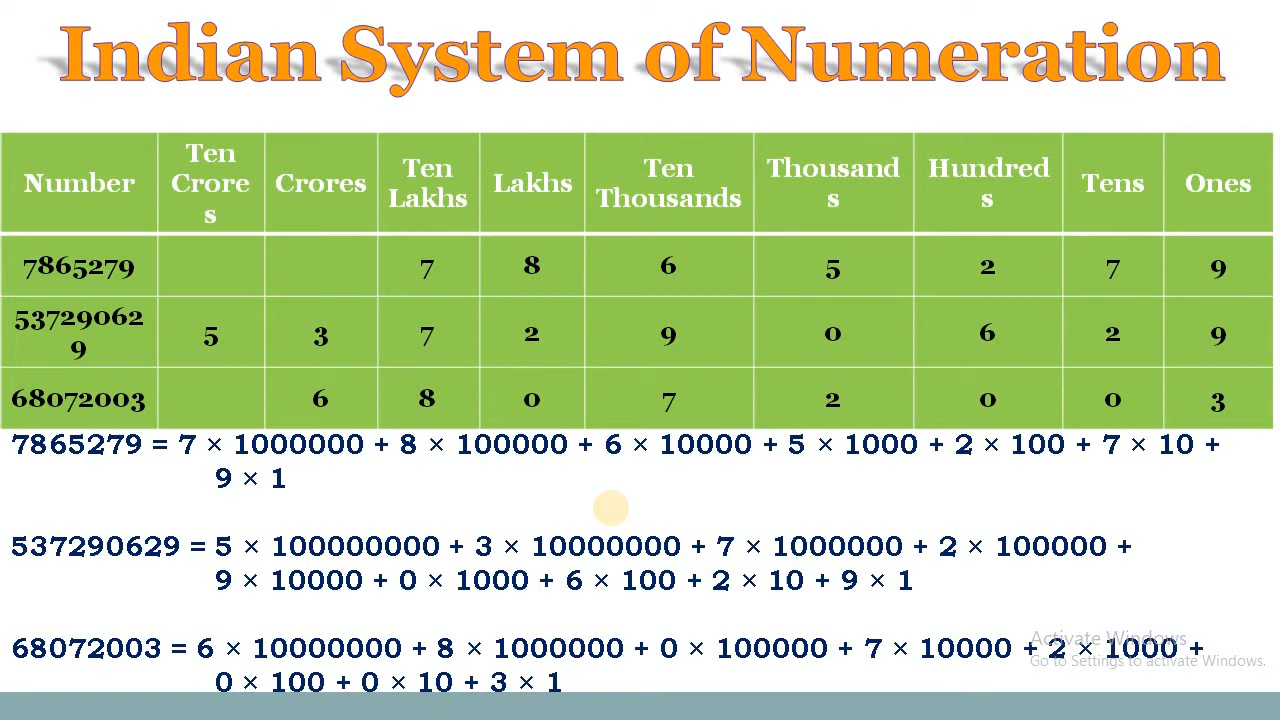 Indian System of Numeration
Number Ten Crore s Crores Ten Lakhs Lakhs Ten Thousands Thousand s Hundred s Tens Ones
7865279 7 8 6 5 2 7 9
53729062 9 5 3 7 2 9 0 6 2 9
68072003 6 8 0 7 2 0 0 3
7865279 = 7 × 1000000 + 8 × 100000 + 6 × 10000 + 5 × 1000 + 2 × 100 + 7 × 10 +
9 × 1
537290629 = 5 × 100000000 + 3 × 10000000 + 7 × 1000000 + 2 × 100000 +
9 × 10000 + 0 × 1000 + 6 × 100 + 2 × 10 + 9 × 1
68072003 = 6 × 10000000 + 8 × 1000000 + 0 × 100000 + 7 × 10000 + 2 × 1000 +
0 × 100 + 0 × 10 + 3 × 1
Activate Windows
Go to Settings to activate Windows.